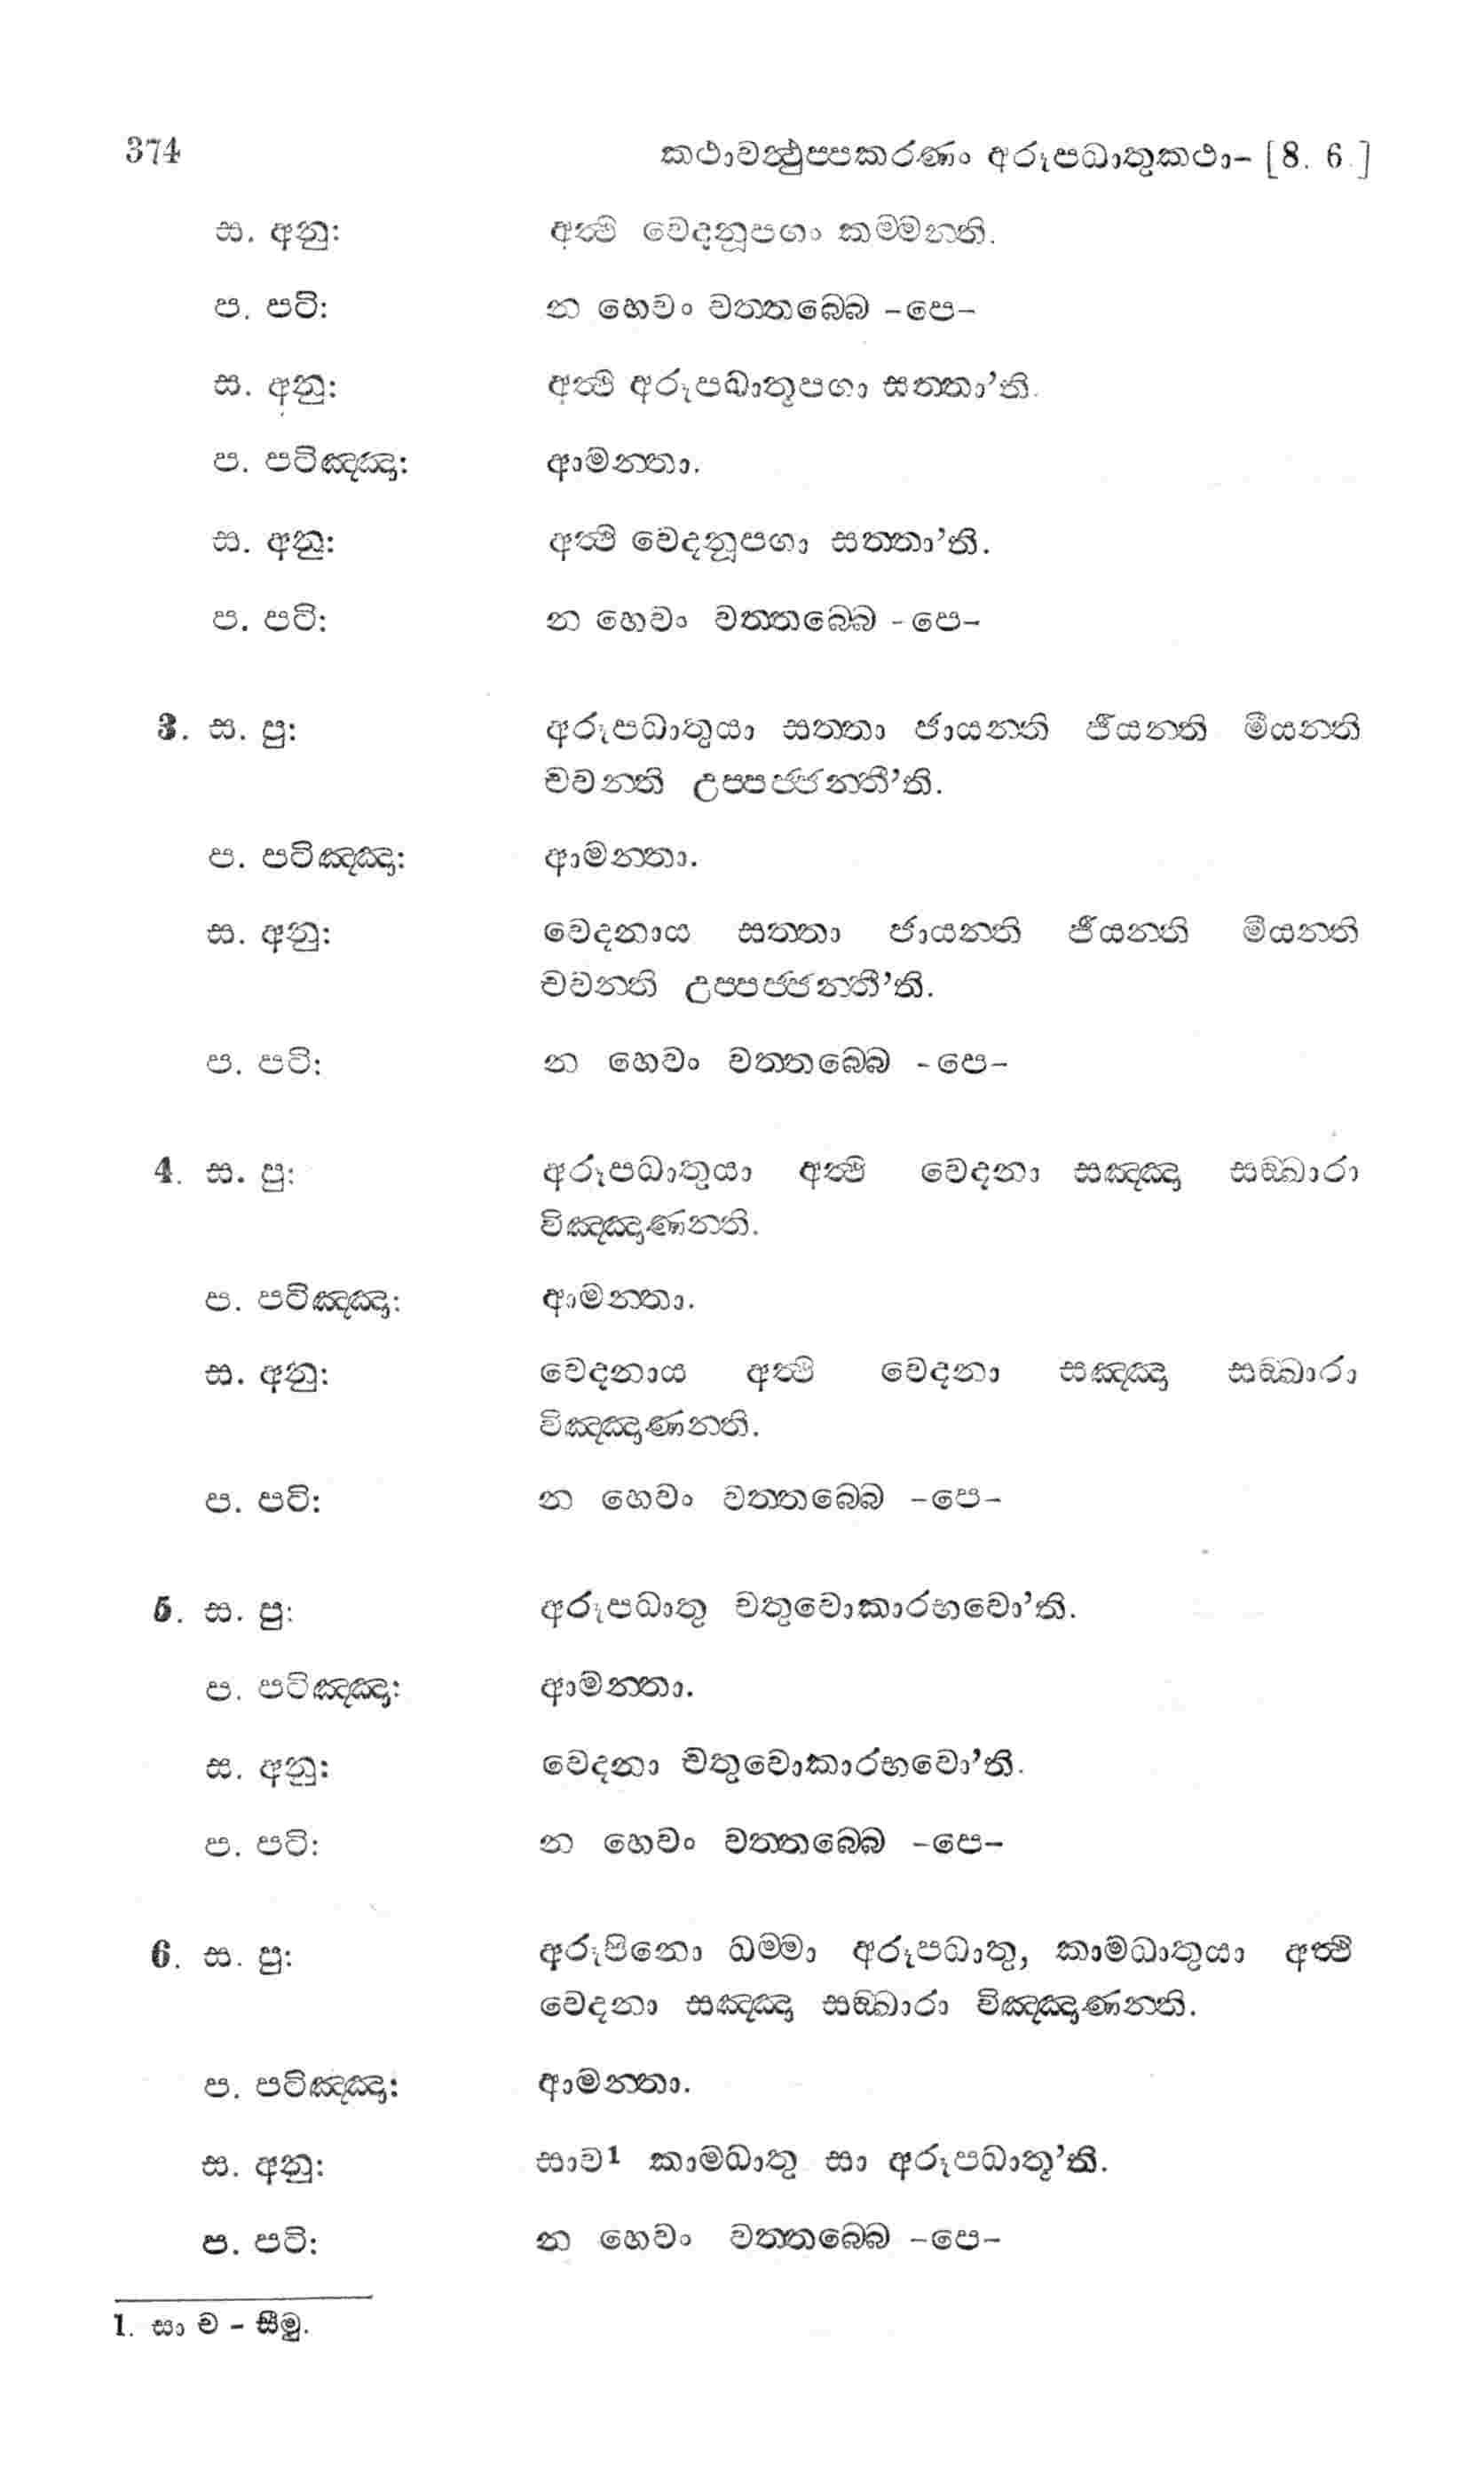 374 කථාවත්‍ථුප්පකරණං අරූපධාතුකථා- [8. 6.]
ස. අනු: අත්‍ථි වෙදනූපගං කම්මන්ති.
ප. පටි: න හෙවං වත්තබ්බෙ -පෙ-
ස. අනු: අත්‍ථි අරූපධාතූපගා සත්තා’ති.
ප. පටිඤ්ඤා: ආමන්තා.
ස. අනු: අත්‍ථි වෙදනූපගා සත්තා’ති.
ප. පටි: න හෙවං වත්තබ්බෙ -පෙ-
3. ස. පු: අරූපධාතුයා සත්තා ජායන්ති ජීයන්ති මීයන්ති
චවන්ති උප්පජ්ජන්තී’ති.
ප. පටිඤ්ඤා: ආමන්තා.
ස. අනු: වෙදනාය සත්තා ජායන්ති ජීයන්ති මීයන්ති
චවන්ති උප්පජ්ජන්තී’ති.
ප. පටි: න හෙවං වත්තබ්බෙ -පෙ-
4. ස. පු: අරූපධාතුයා අත්‍ථි වෙදනා සඤ්ඤා සඞ්ඛාරා
විඤ්ඤාණන්ති.
ප. පටිඤ්ඤා: ආමන්තා.
ස. අනු: වෙදනාය අත්‍ථි වෙදනා සඤ්ඤා සඞ්ඛාරා
විඤ්ඤාණන්ති.
ප. පටි: න හෙවං වත්තබ්බෙ -පෙ-
5. ස. පු: අරූපධාතු චතුවොකාරභවො’ති.
ප. පටිඤ්ඤා: ආමන්තා.
ස. අනු: වෙදනා චතුවොකාරභවො’ති.
ප. පටි: න හෙවං වත්තබ්බෙ -පෙ-
6. ස. පු: අරූපිනො ධම්මා අරූපධාතු, කාමධාතුයා අත්‍ථි
වෙදනා සඤ්ඤා සඞ්ඛාරා විඤ්ඤාණන්ති.
ප. පටිඤ්ඤා: ආමන්තා.
ස. අනු: සාව1 කාමධාතු සා අරූපධාතූ’ති.
ප. පටි: න හෙවං වත්තබ්බෙ -පෙ-
1. සා ච - සීමු.